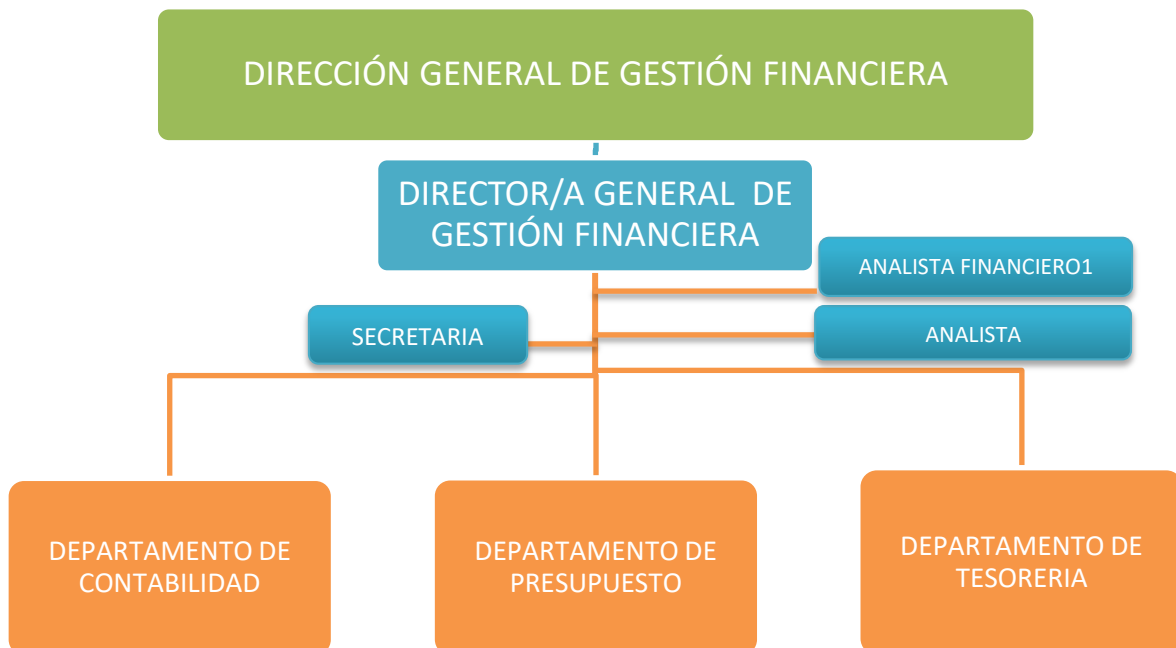 DIRECCIÓN GENERAL DE GESTIÓN FINANCIERA
DIRECTOR/A GENERAL DE
GESTIÓN FINANCIERA
ANALISTA FINANCIERO1
SECRETARIA
ANALISTA
DEPARTAMENTO DE
CONTABILIDAD
DEPARTAMENTO DE
PRESUPUESTO
DEPARTAMENTO DE
TESORERIA